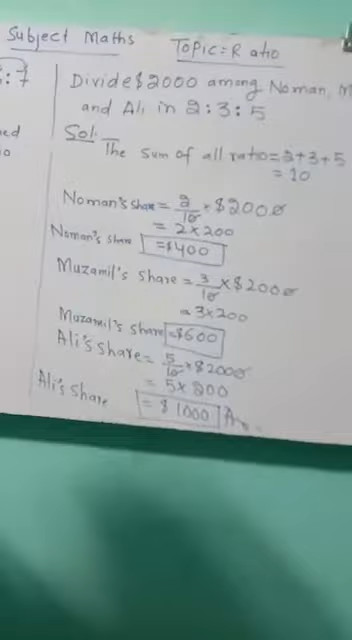 Subject Maths
Topic=Ratio
:7
Divide $2000 among Noman, M
and Ali in 2:3:5
Sol:
The sum of all ratio=2+3+5
=10
Noman's share = 2/10 × $2000
= 2×200
Noman's share =$400
Muzamil's share = 3/10 × $2000
= 3×200
Muzamil's share =$600
Ali's share = 5/10 × $2000
= 5×200
Ali's share = $1000